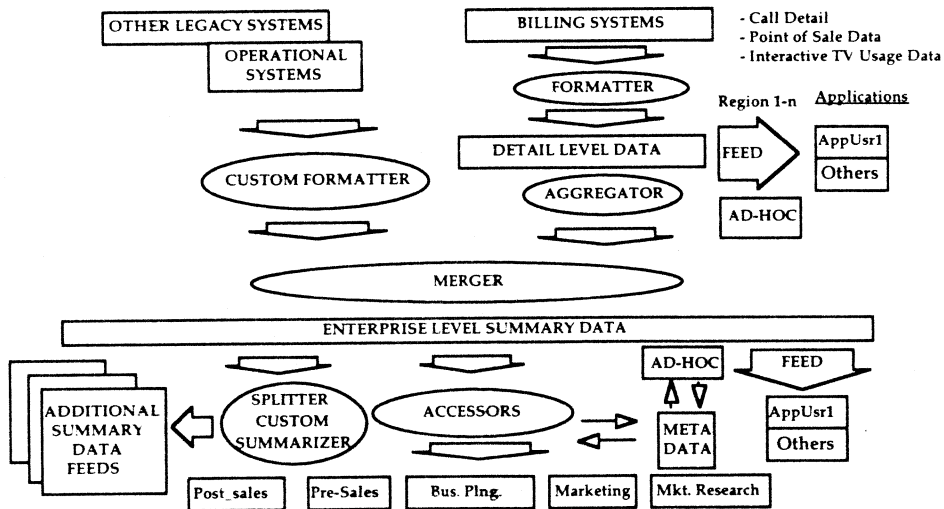 OTHER LEGACY SYSTEMS
OPERATIONAL
SYSTEMS
BILLING SYSTEMS
- Call Detail
- Point of Sale Data
- Interactive TV Usage Data
FORMATTER
Region 1-n
Applications
DETAIL LEVEL DATA
FEED
AppUsr1
Others
CUSTOM FORMATTER
AGGREGATOR
AD-HOC
MERGER
ENTERPRISE LEVEL SUMMARY DATA
AD-HOC
FEED
ADDITIONAL
SUMMARY
DATA
FEEDS
SPLITTER
CUSTOM
SUMMARIZER
ACCESSORS
META
DATA
AppUsr1
Others
Post_sales
Pre-Sales
Bus. Plng.
Marketing
Mkt. Research